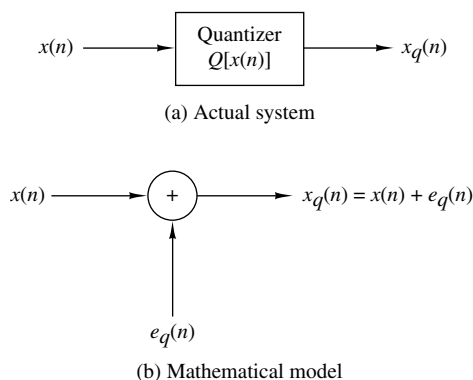 x(n)
Quantizer
Q[x(n)]
x_q(n)
(a) Actual system
x(n)
+
x_q(n) = x(n) + e_q(n)
e_q(n)
(b) Mathematical model